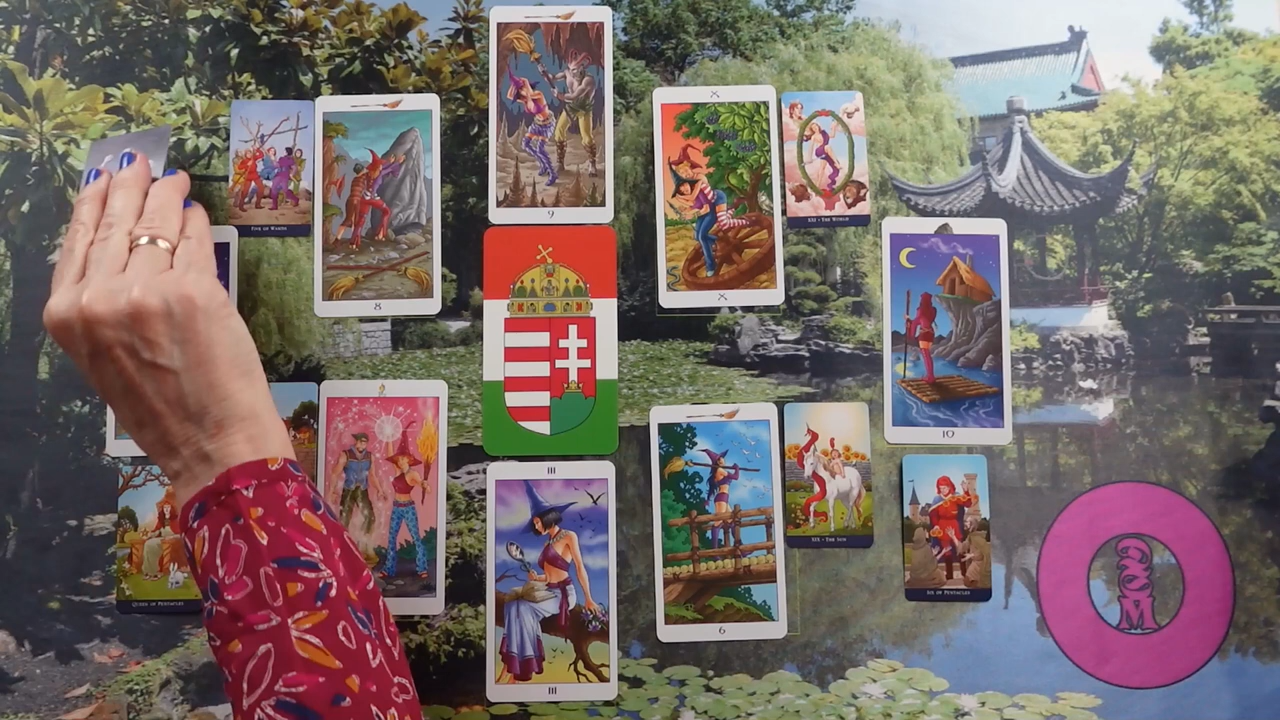 FIVE OF WANDS
8
9
X
X
XXI • THE WORLD
10
QUEEN OF PENTACLES
III
III
6
XIX • THE SUN
SIX OF PENTACLES
M